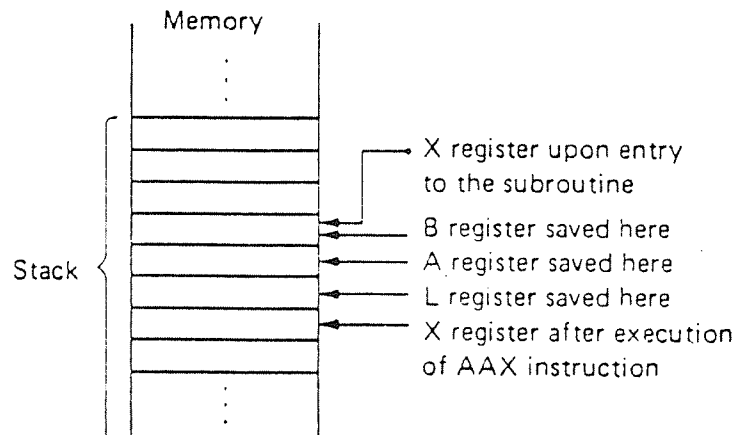 Memory
X register upon entry
to the subroutine
B register saved here
A register saved here
Stack
L register saved here
X register after execution
of AAX instruction